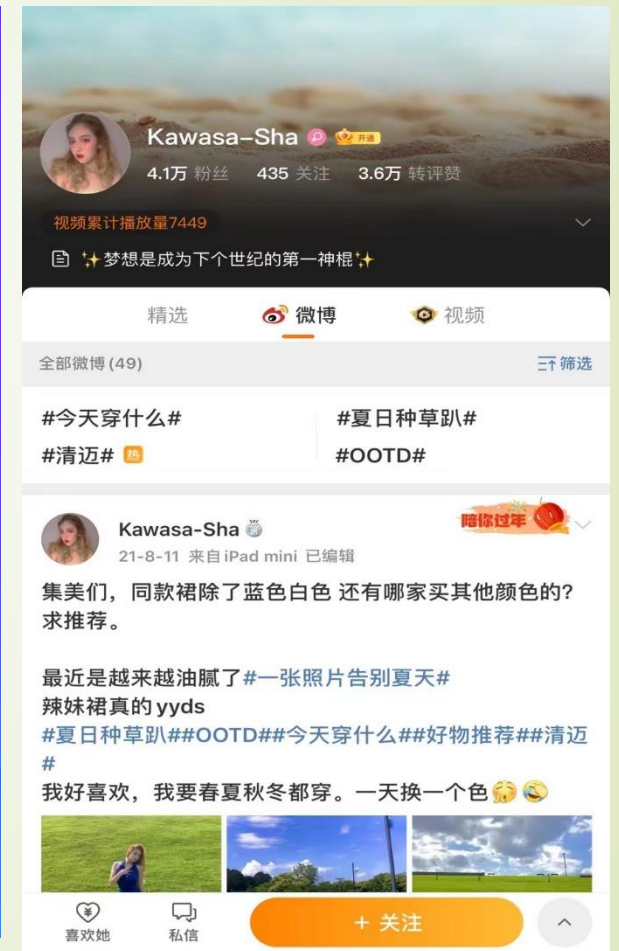 Kawasa-Sha 开通
4.1万 粉丝 435 关注 3.6万 转评赞
视频累计播放量7449
✨梦想是成为下个世纪的第一神棍✨
精选 微博 视频
全部微博(49) 筛选
#今天穿什么# #夏日种草趴#
#清迈# 热 #OOTD#
Kawasa-Sha
陪你过年
21-8-11 来自 iPad mini 已编辑
集美们，同款裙除了蓝色白色 还有哪家买其他颜色的?
求推荐。
最近是越来越油腻了#一张照片告别夏天#
辣妹裙真的yyds
#夏日种草趴##OOTD##今天穿什么##好物推荐##清迈
#
我好喜欢，我要春夏秋冬都穿。一天换一个色
喜欢她 私信 + 关注